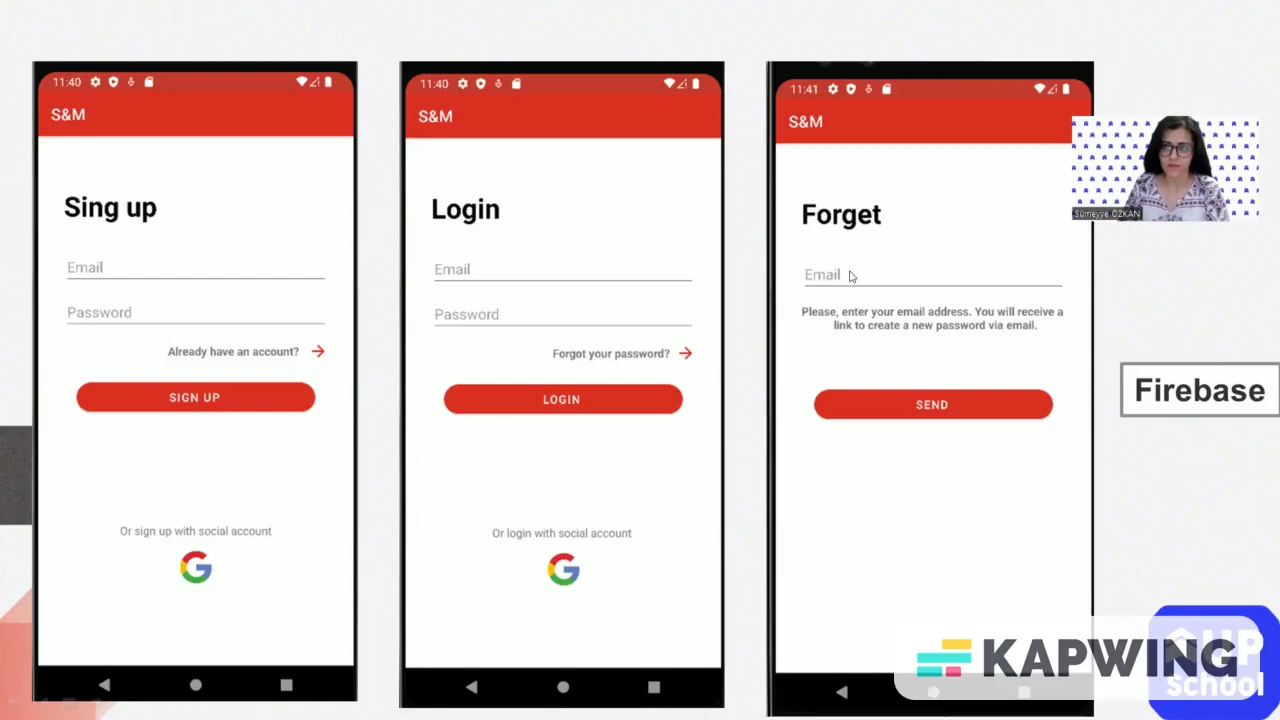 11:40
S&M
Sing up
Email
Password
Already have an account?
SIGN UP
Or sign up with social account
11:40
S&M
Login
Email
Password
Forgot your password?
LOGIN
Or login with social account
11:41
S&M
Forget
Email
Please, enter your email address. You will receive a
link to create a new password via email.
SEND
Sümeyye ÖZKAN
Firebase
KAPWING
UP
School